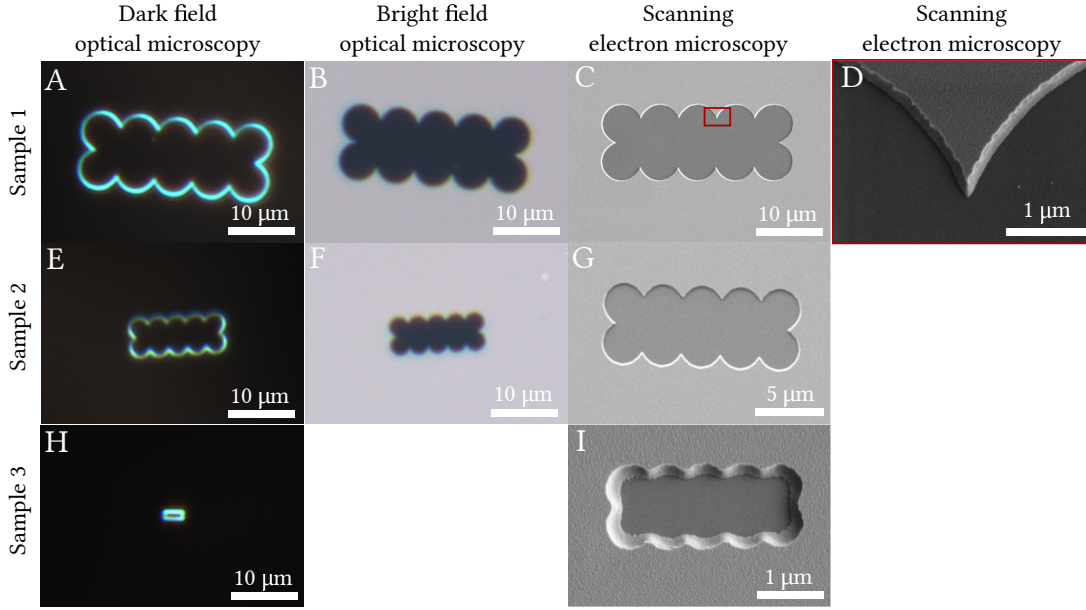 Dark field
optical microscopy
Bright field
optical microscopy
Scanning
electron microscopy
Scanning
electron microscopy
Sample 1
A
10 µm
B
10 µm
C
10 µm
D
1 µm
Sample 2
E
10 µm
F
10 µm
G
5 µm
Sample 3
H
10 µm
I
1 µm